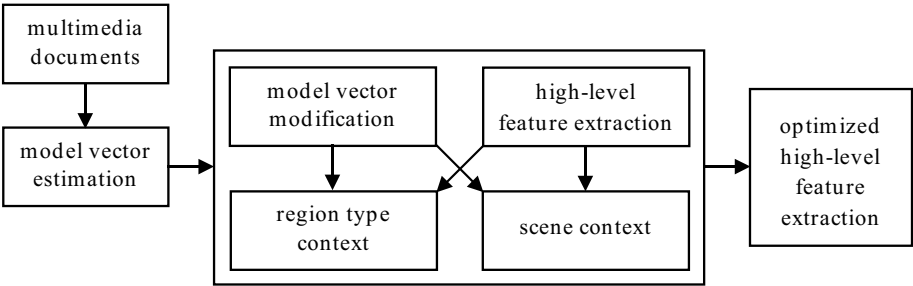 multimedia
documents
model vector
estimation
model vector
modification
high-level
feature extraction
region type
context
scene context
optimized
high-level
feature
extraction